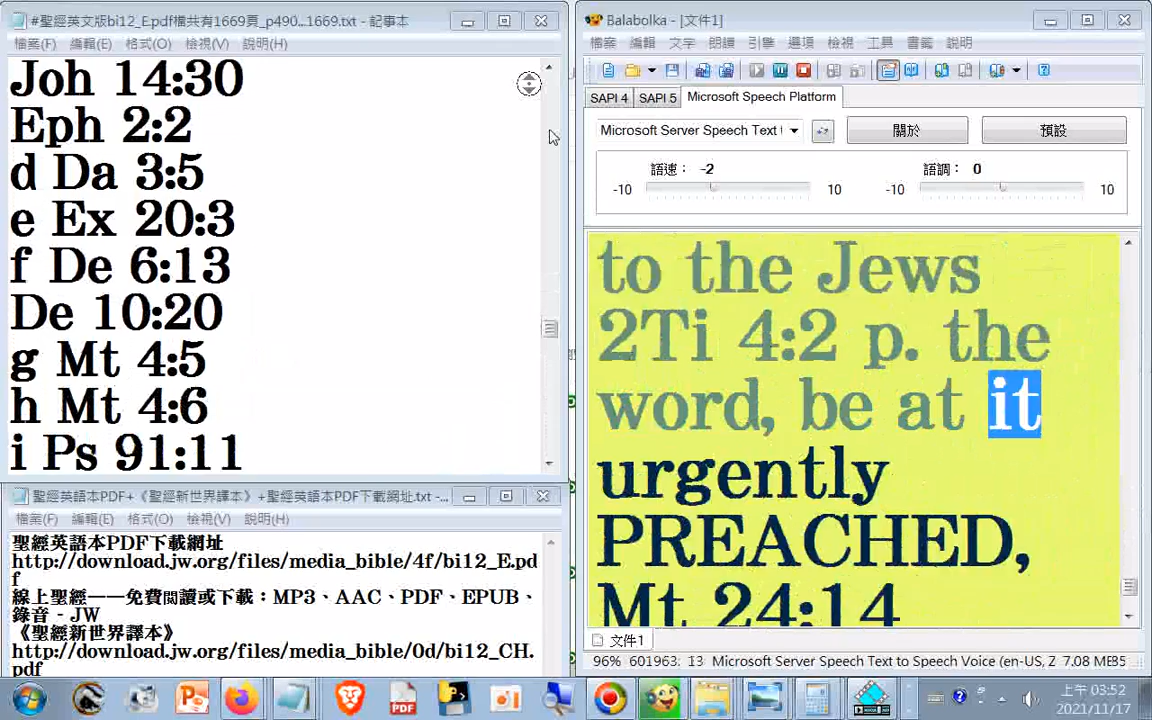 #聖經英文版bi12_E.pdf檔共有1669頁_p490...1669.txt - 記事本
檔案(F) 編輯(E) 格式(O) 檢視(V) 說明(H)
Joh 14:30
Eph 2:2
d Da 3:5
e Ex 20:3
f De 6:13
De 10:20
g Mt 4:5
h Mt 4:6
i Ps 91:11
聖經英語本PDF+《聖經新世界譯本》+聖經英語本PDF下載網址.txt -...
檔案(F) 編輯(E) 格式(O) 檢視(V) 說明(H)
聖經英語本PDF下載網址
http://download.jw.org/files/media_bible/4f/bi12_E.pd
f
線上聖經——免費閱讀或下載：MP3、AAC、PDF、EPUB、
錄音 - JW
《聖經新世界譯本》
http://download.jw.org/files/media_bible/0d/bi12_CH.
pdf
Balabolka - [文件1]
檔案 編輯 文字 朗讀 引擎 選項 檢視 工具 書籤 說明
SAPI 4 SAPI 5 Microsoft Speech Platform
Microsoft Server Speech Text 關於 預設
語速： -2 語調： 0
-10 10 -10 10
to the Jews
2Ti 4:2 p. the
word, be at it
urgently
PREACHED,
Mt 24:14
文件1
96% 601963: 13 Microsoft Server Speech Text to Speech Voice (en-US, Z 7.08 MB
上午 03:52
2021/11/17